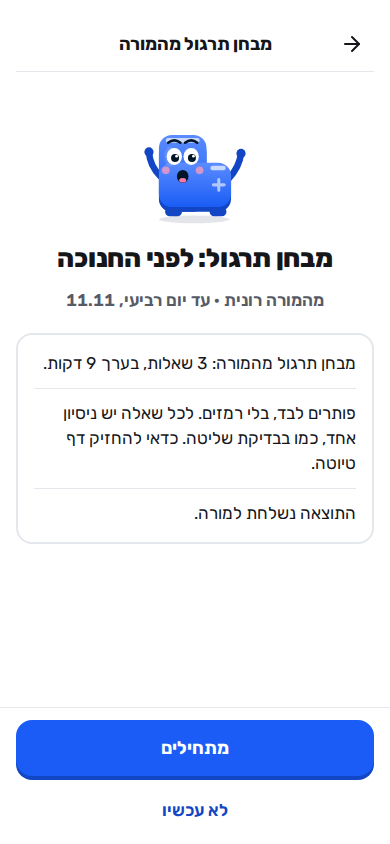 מבחן תרגול מהמורה
מבחן תרגול: לפני החנוכה
מהמורה רונית • עד יום רביעי, 11.11
מבחן תרגול מהמורה: 3 שאלות, בערך 9 דקות.
פותרים לבד, בלי רמזים. לכל שאלה יש ניסיון
אחד, כמו בבדיקת שליטה. כדאי להחזיק דף
טיוטה.
התוצאה נשלחת למורה.
מתחילים
לא עכשיו